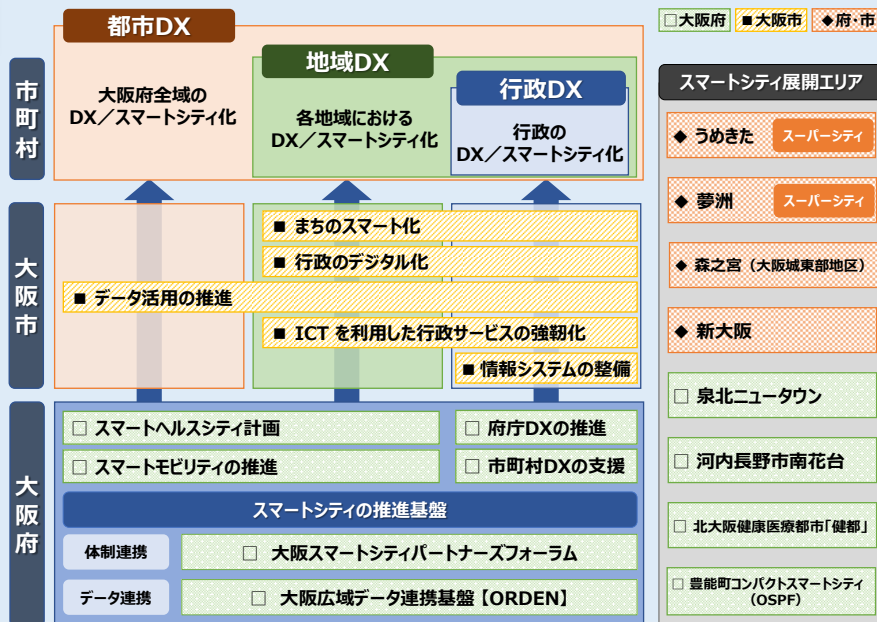 都市DX
大阪府全域の
DX／スマートシティ化
地域DX
各地域における
DX／スマートシティ化
行政DX
行政の
DX／スマートシティ化
市町村
大阪市
■ まちのスマート化
■ 行政のデジタル化
■ データ活用の推進
■ ICT を利用した行政サービスの強靭化
■ 情報システムの整備
大阪府
□ スマートヘルスシティ計画
□ スマートモビリティの推進
□ 府庁DXの推進
□ 市町村DXの支援
スマートシティの推進基盤
体制連携
□ 大阪スマートシティパートナーズフォーラム
データ連携
□ 大阪広域データ連携基盤【ORDEN】
□大阪府
■大阪市
◆府・市
スマートシティ展開エリア
◆ うめきた
スーパーシティ
◆ 夢洲
スーパーシティ
◆ 森之宮（大阪城東部地区）
◆ 新大阪
□ 泉北ニュータウン
□ 河内長野市南花台
□ 北大阪健康医療都市「健都」
□ 豊能町コンパクトスマートシティ
（OSPF）